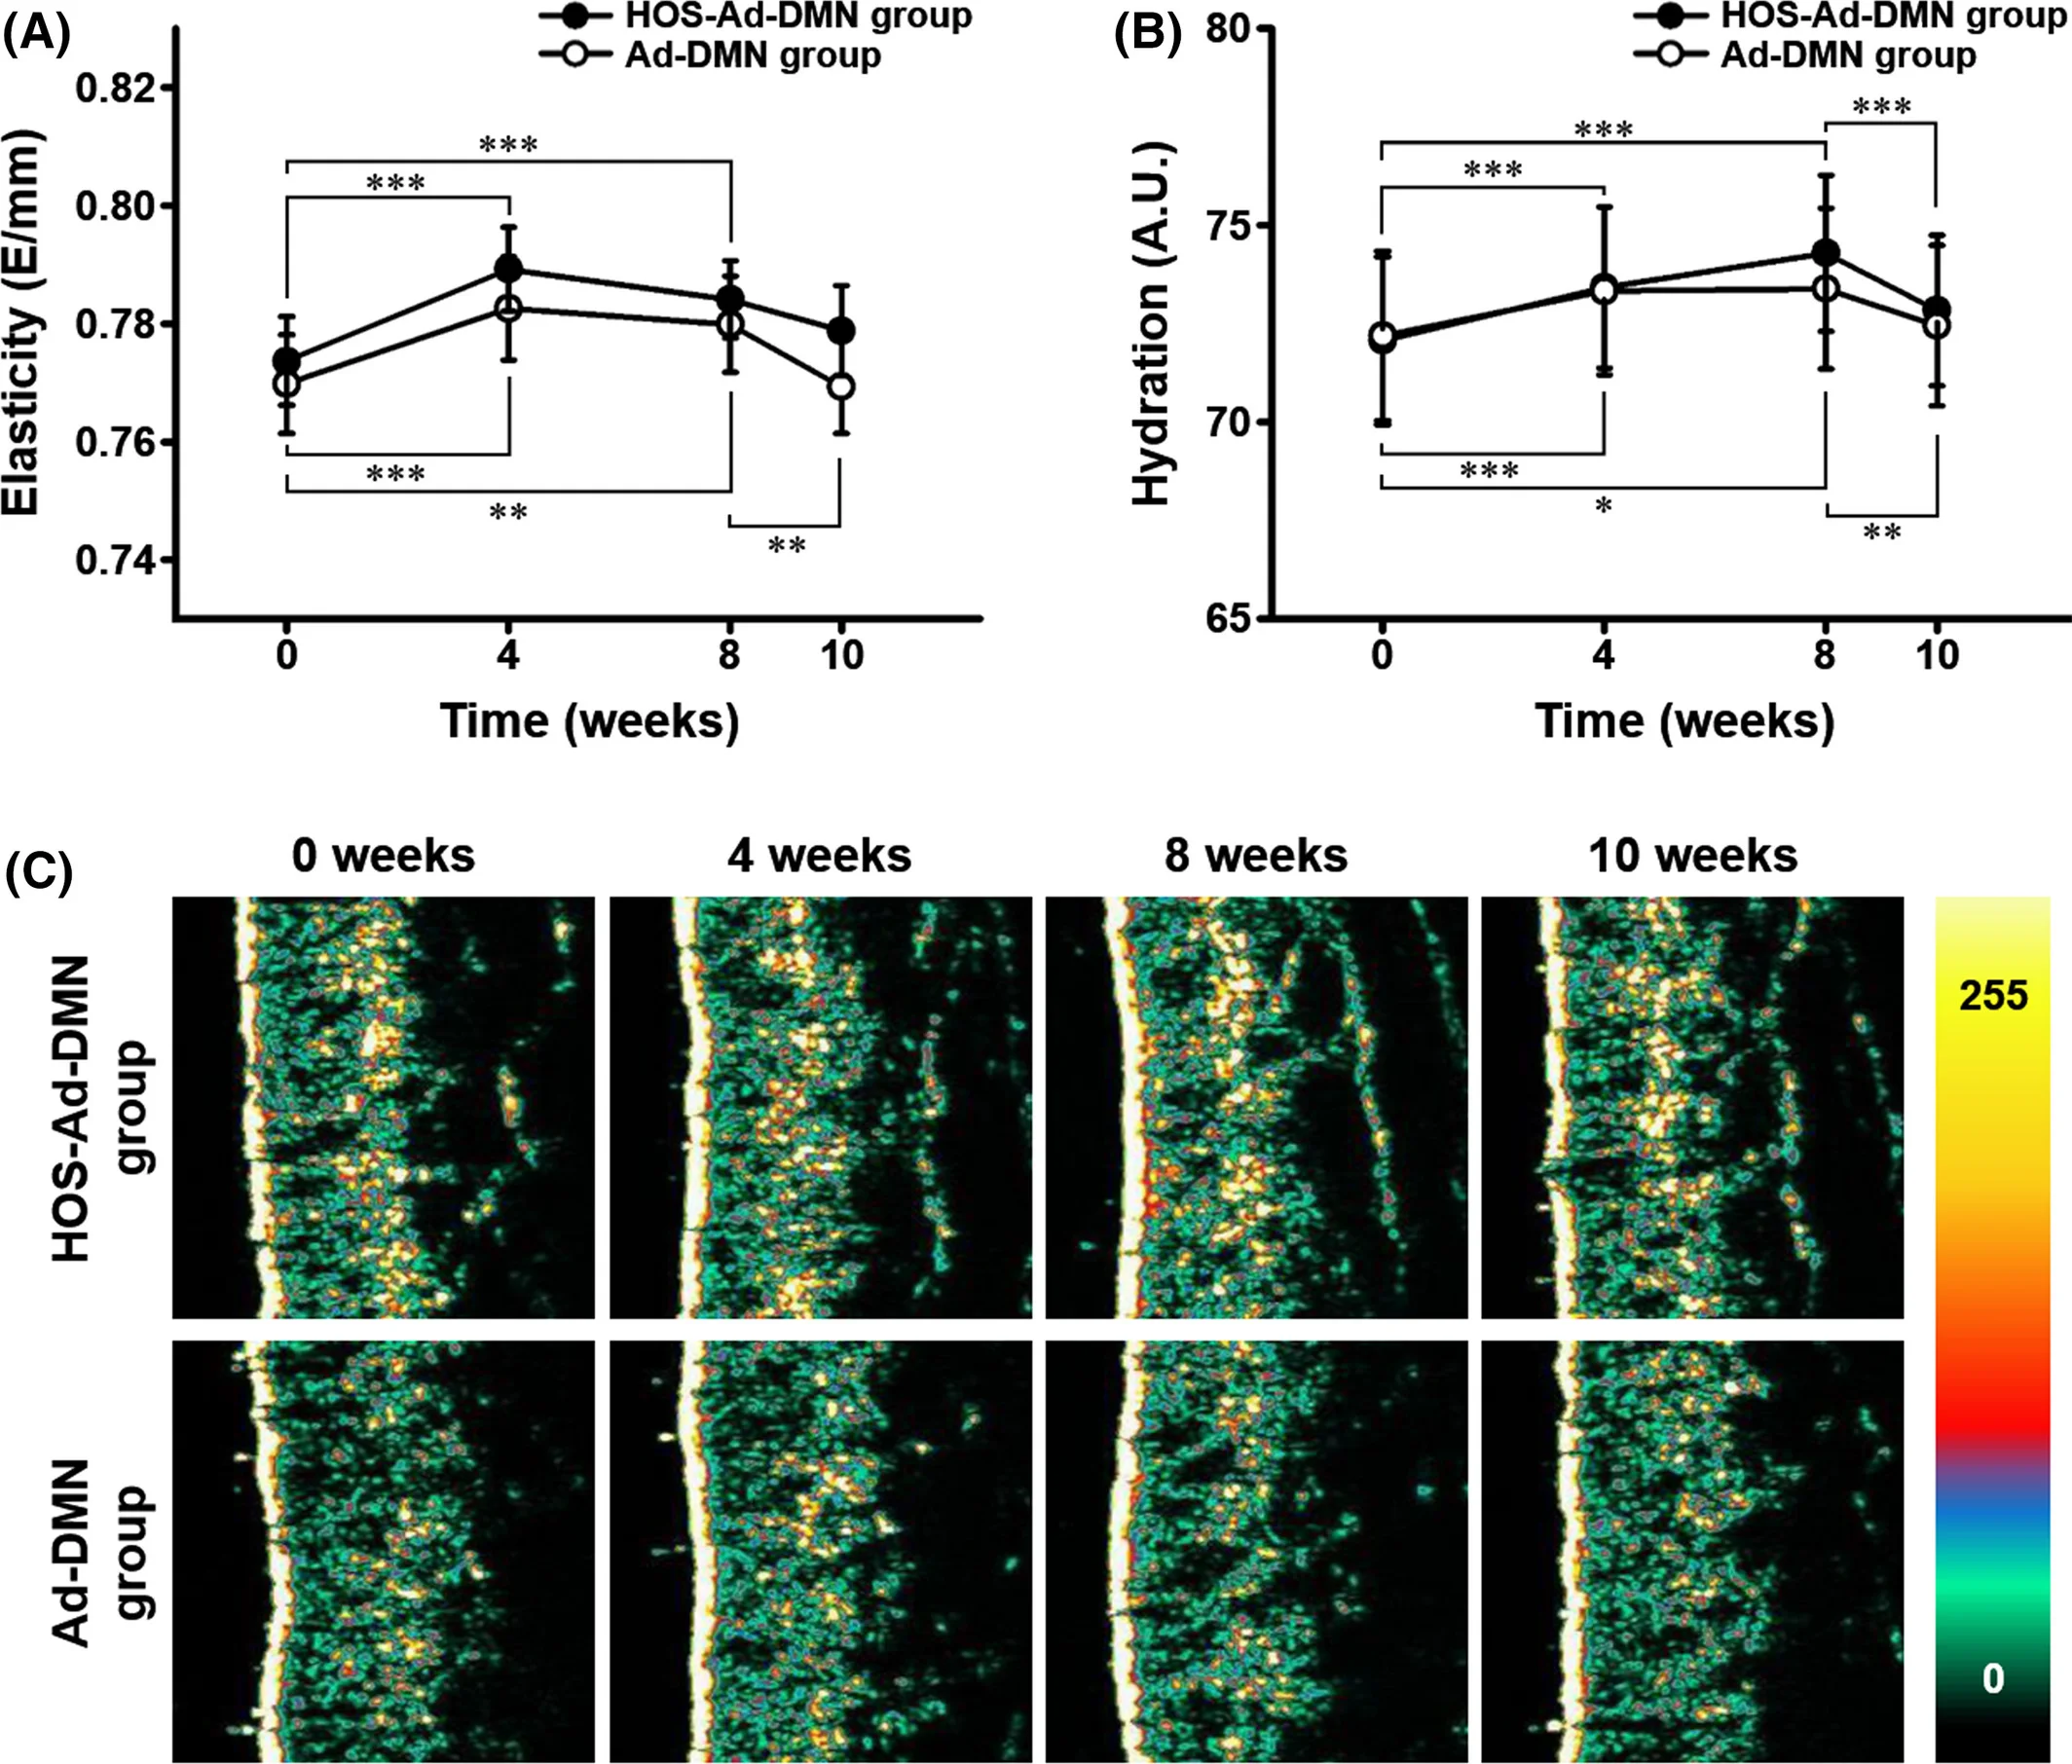 (A)
HOS-Ad-DMN group
Ad-DMN group
0.82
0.80
0.78
0.76
0.74
Elasticity (E/mm)
***
***
***
**
**
0
4
8
10
Time (weeks)
(B)
HOS-Ad-DMN group
Ad-DMN group
80
75
70
65
Hydration (A.U.)
***
***
***
***
*
**
0
4
8
10
Time (weeks)
(C)
0 weeks
4 weeks
8 weeks
10 weeks
HOS-Ad-DMN
group
Ad-DMN
group
255
0